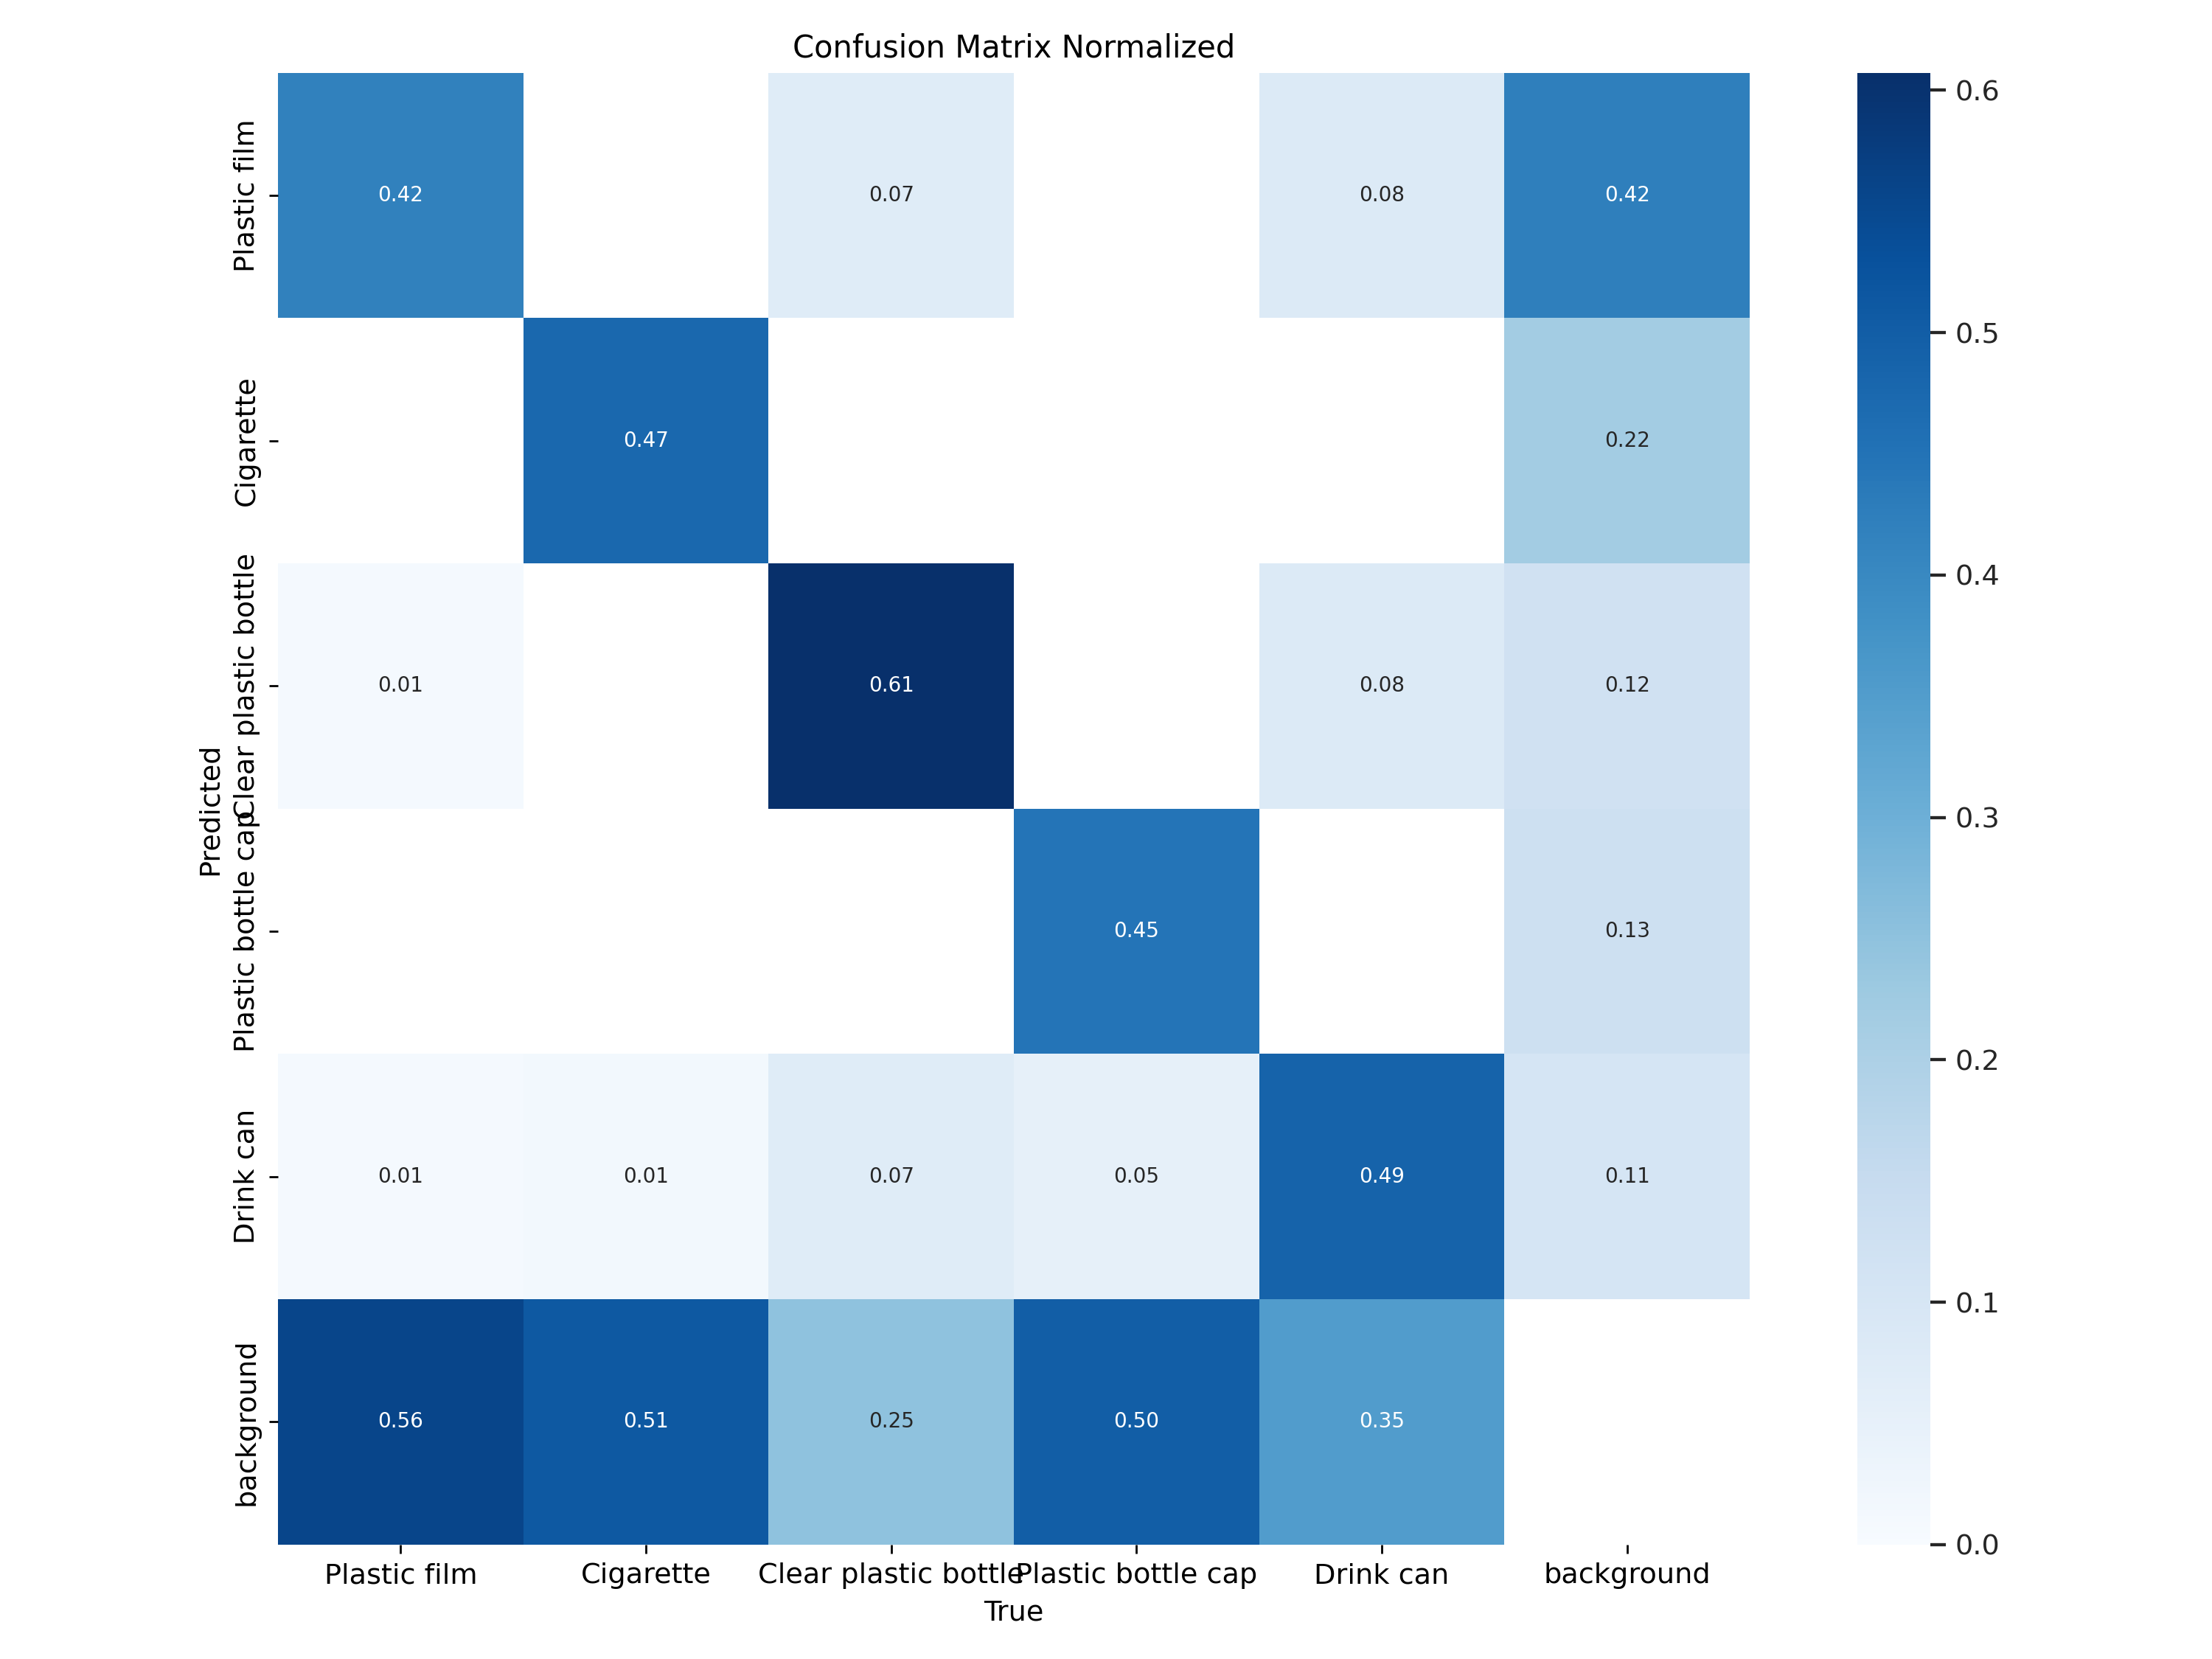 Confusion Matrix Normalized
Plastic film
0.42
0.07
0.08
0.42
Cigarette
0.47
0.22
Clear plastic bottle
0.01
0.61
0.08
0.12
Plastic bottle cap
0.45
0.13
Drink can
0.01
0.01
0.07
0.05
0.49
0.11
background
0.56
0.51
0.25
0.50
0.35
Predicted
Plastic film
Cigarette
Clear plastic bottle
Plastic bottle cap
Drink can
background
True
0.6
0.5
0.4
0.3
0.2
0.1
0.0